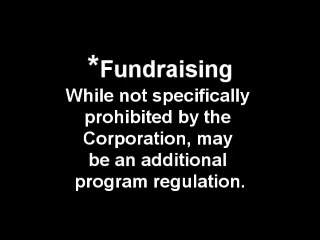 *Fundraising
While not specifically
prohibited by the
Corporation, may
be an additional
program regulation.